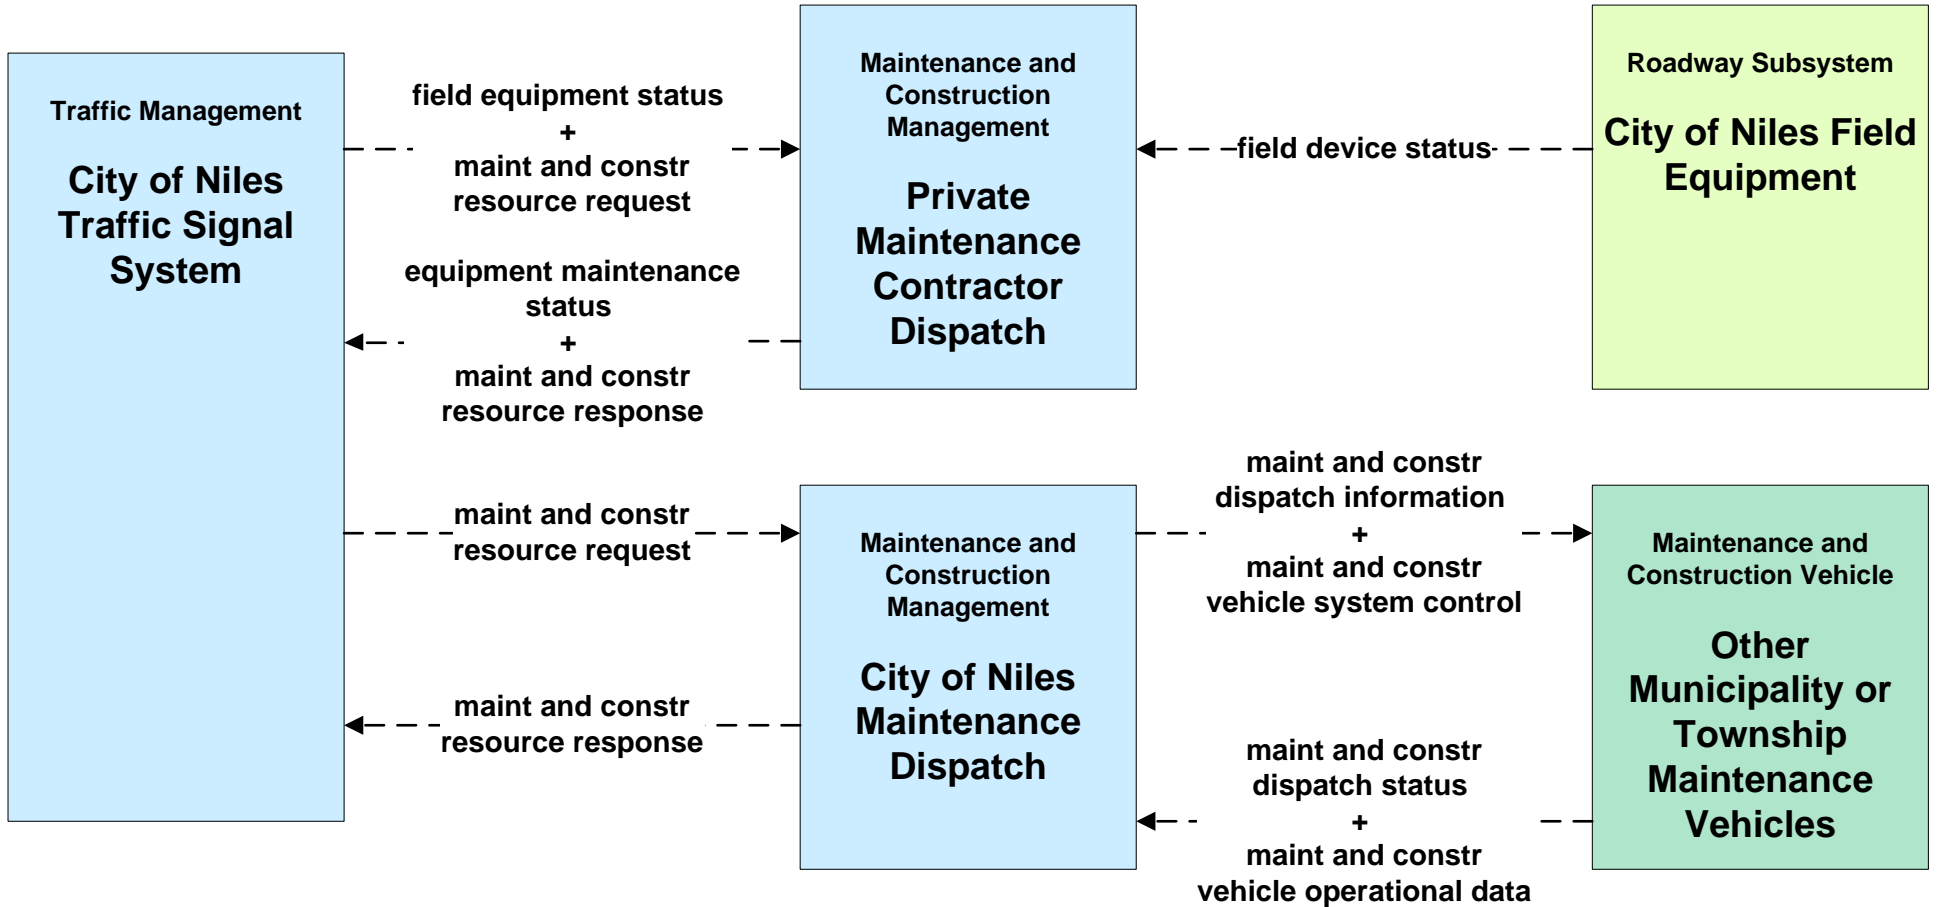 Traffic Management
City of Niles
Traffic Signal
System
field equipment status
+
maint and constr
resource request
equipment maintenance
status
+
maint and constr
resource response
maint and constr
resource request
maint and constr
resource response
Maintenance and
Construction
Management
Private
Maintenance
Contractor
Dispatch
field device status
Roadway Subsystem
City of Niles Field
Equipment
Maintenance and
Construction
Management
City of Niles
Maintenance
Dispatch
maint and constr
dispatch information
+
maint and constr
vehicle system control
maint and constr
dispatch status
+
maint and constr
vehicle operational data
Maintenance and
Construction Vehicle
Other
Municipality or
Township
Maintenance
Vehicles